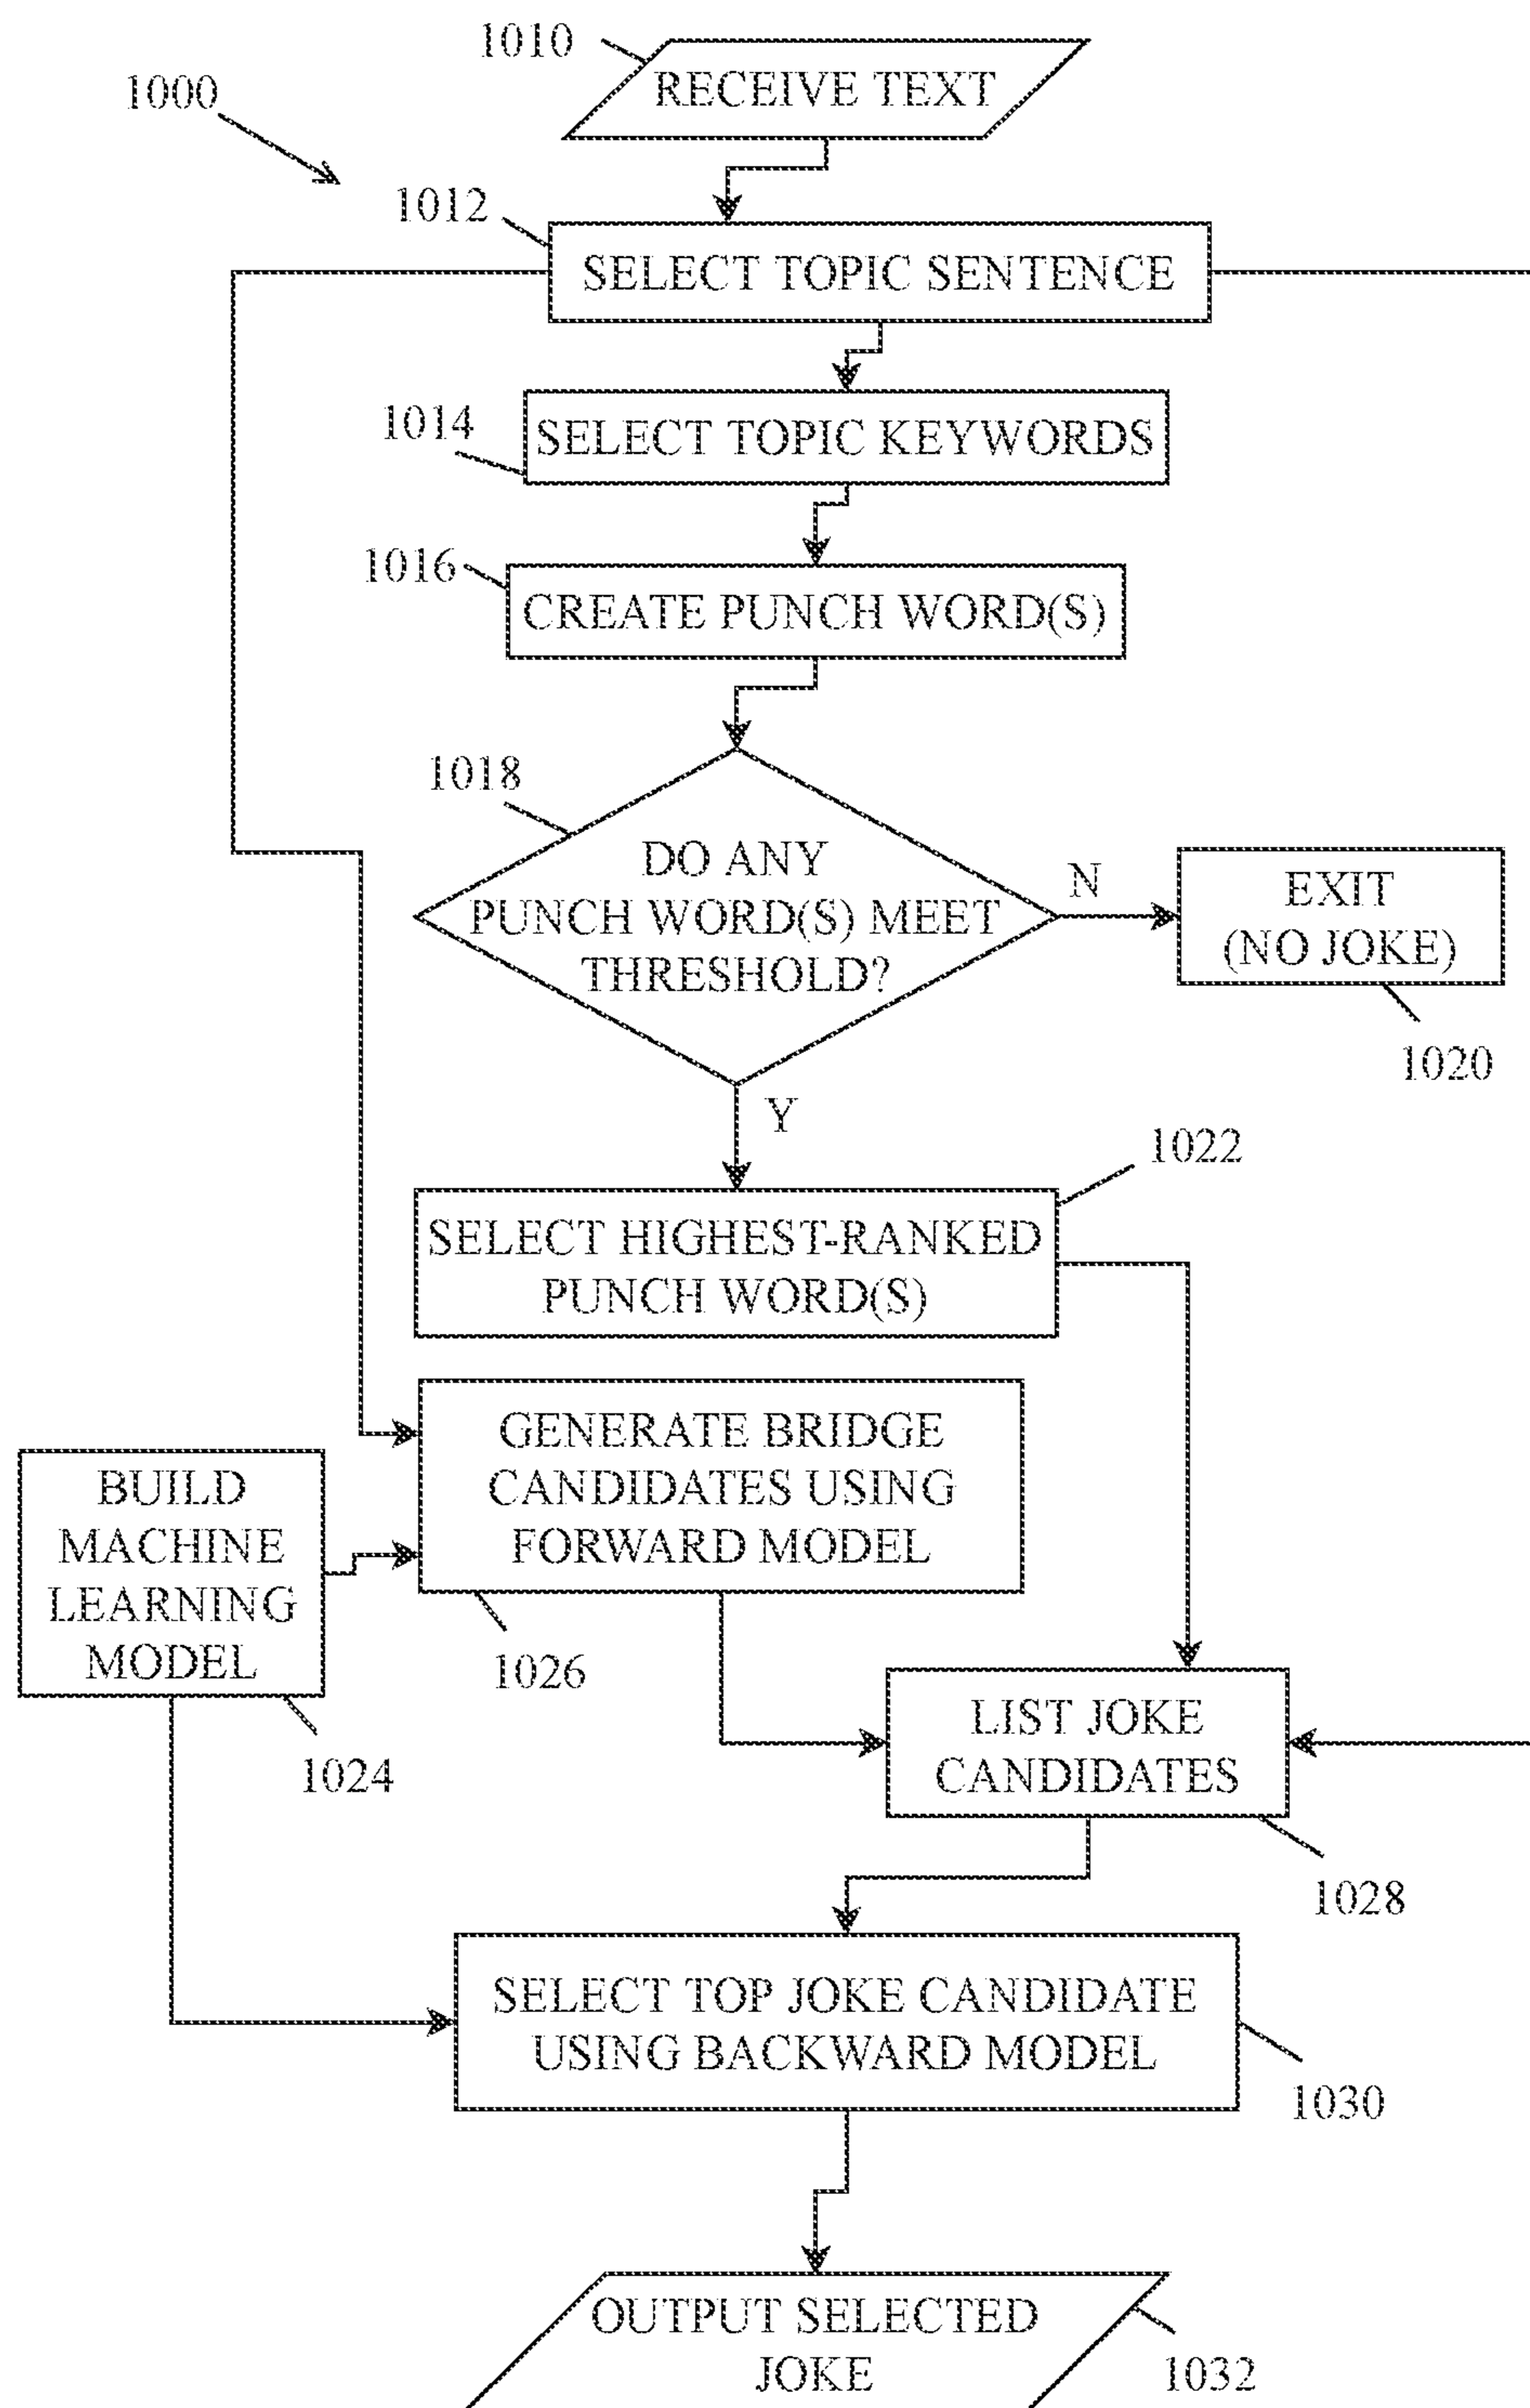 1010
RECEIVE TEXT
1000
1012
SELECT TOPIC SENTENCE
1014
SELECT TOPIC KEYWORDS
1016
CREATE PUNCH WORD(S)
1018
DO ANY
PUNCH WORD(S) MEET
THRESHOLD?
N
EXIT
(NO JOKE)
1020
Y
1022
SELECT HIGHEST-RANKED
PUNCH WORD(S)
GENERATE BRIDGE
CANDIDATES USING
FORWARD MODEL
1026
BUILD
MACHINE
LEARNING
MODEL
1024
LIST JOKE
CANDIDATES
1028
SELECT TOP JOKE CANDIDATE
USING BACKWARD MODEL
1030
OUTPUT SELECTED
JOKE
1032